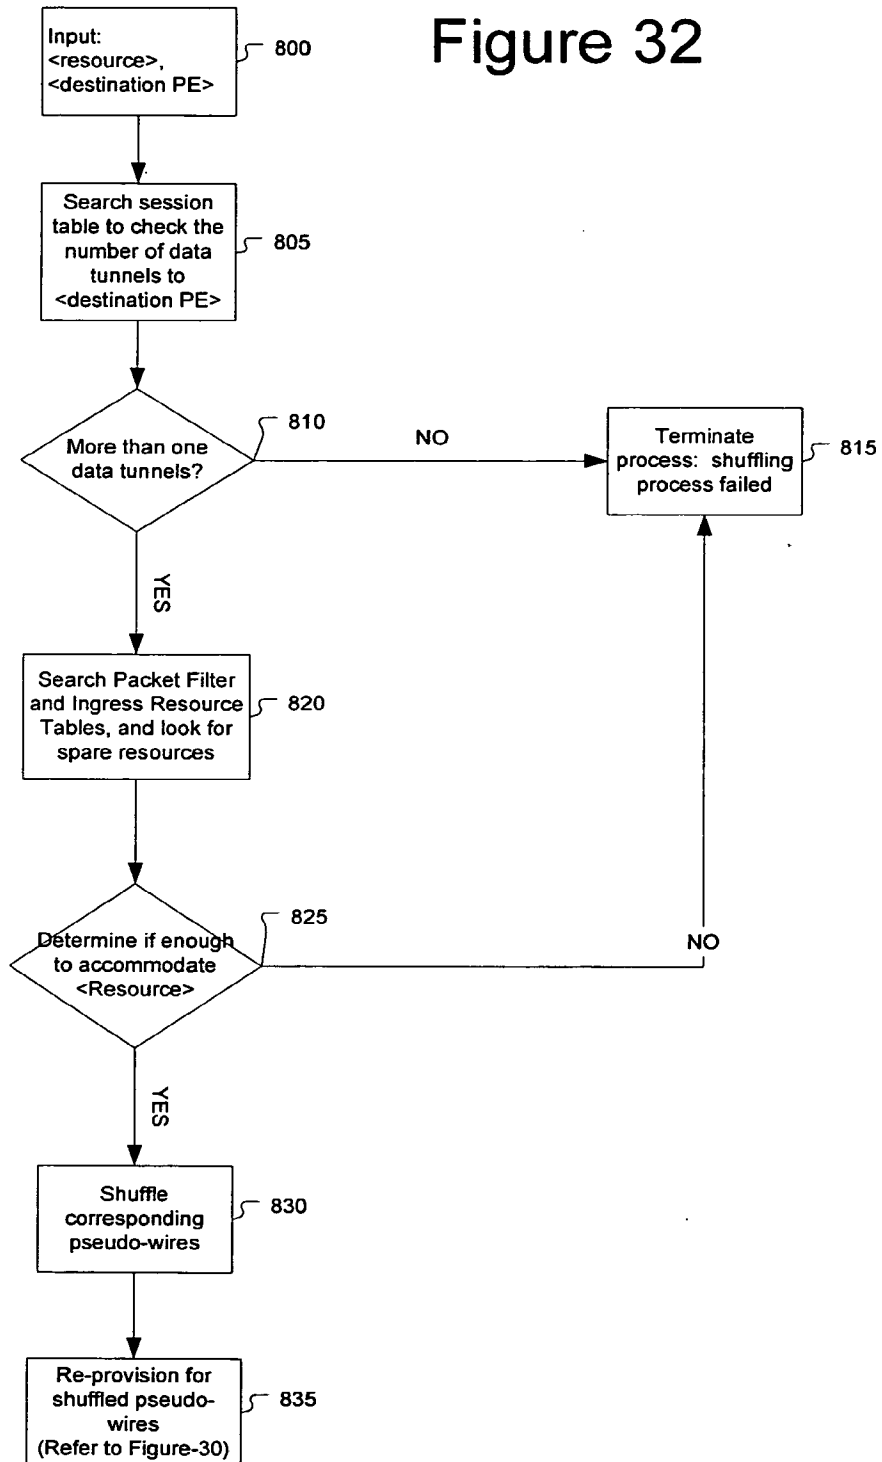 Figure 32
Input:
<resource>,
<destination PE>
800
Search session
table to check the
number of data
tunnels to
<destination PE>
805
More than one
data tunnels?
810
NO
Terminate
process: shuffling
process failed
815
YES
Search Packet Filter
and Ingress Resource
Tables, and look for
spare resources
820
Determine if enough
to accommodate
<Resource>
825
NO
YES
Shuffle
corresponding
pseudo-wires
830
Re-provision for
shuffled pseudo-
wires
(Refer to Figure-30)
835